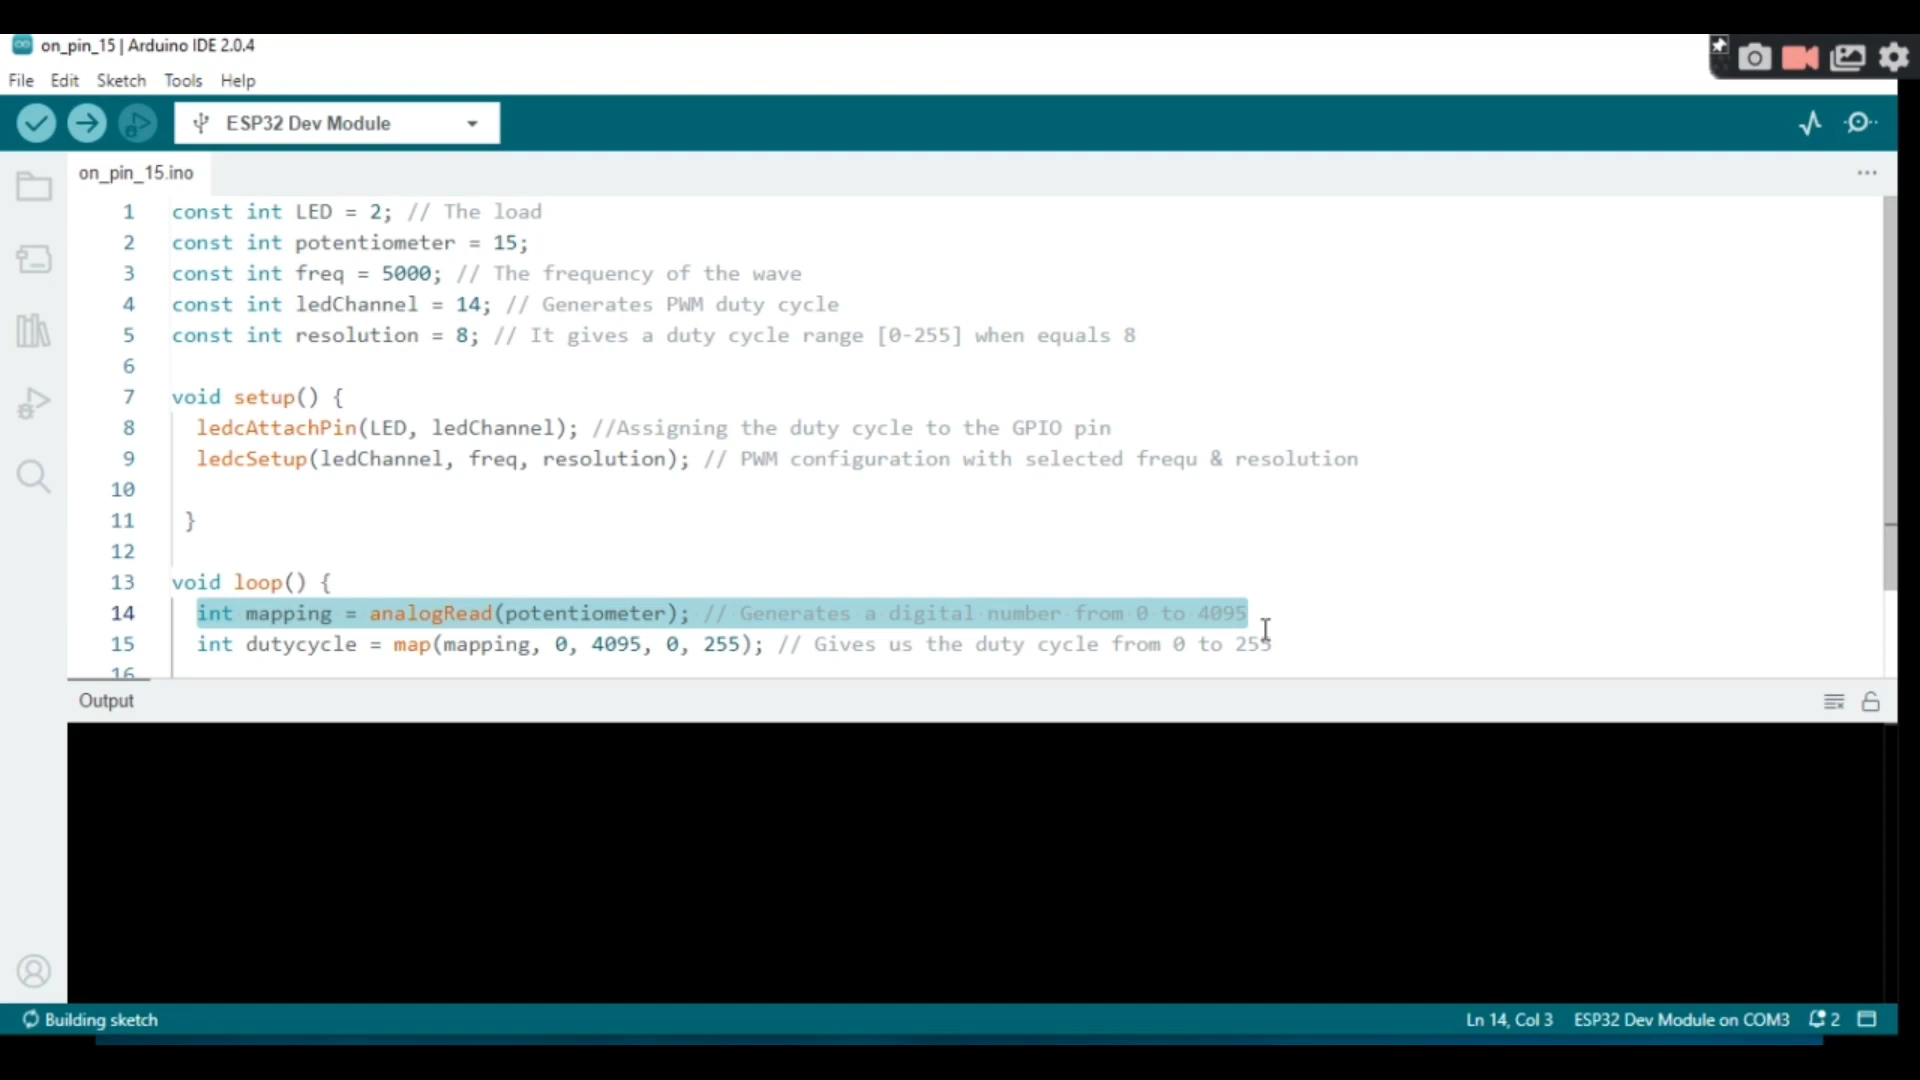 on_pin_15 | Arduino IDE 2.0.4
File Edit Sketch Tools Help
ESP32 Dev Module
on_pin_15.ino
1 const int LED = 2; // The load
2 const int potentiometer = 15;
3 const int freq = 5000; // The frequency of the wave
4 const int ledChannel = 14; // Generates PWM duty cycle
5 const int resolution = 8; // It gives a duty cycle range [0-255] when equals 8
6
7 void setup() {
8 ledcAttachPin(LED, ledChannel); //Assigning the duty cycle to the GPIO pin
9 ledcSetup(ledChannel, freq, resolution); // PWM configuration with selected frequ & resolution
10
11 }
12
13 void loop() {
14 int mapping = analogRead(potentiometer); // Generates a digital number from 0 to 4095
15 int dutycycle = map(mapping, 0, 4095, 0, 255); // Gives us the duty cycle from 0 to 255
16
Output
Building sketch
Ln 14, Col 3 ESP32 Dev Module on COM3 2